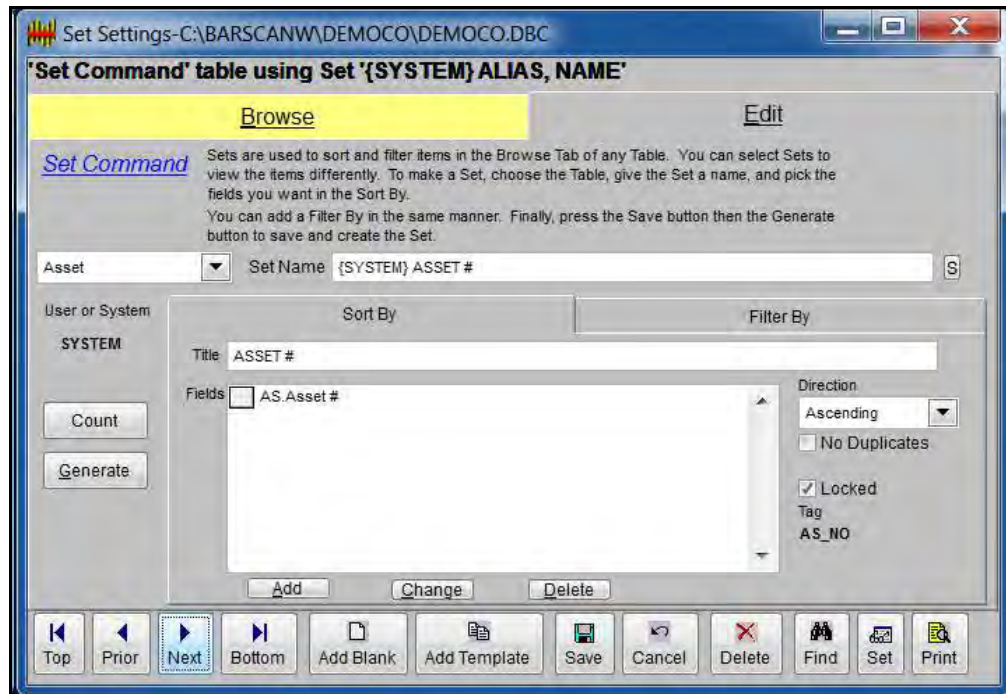 Set Settings-C:\BARSCANW\DEMOCO\DEMOCO.DBC
'Set Command' table using Set '{SYSTEM} ALIAS, NAME'
Browse
Edit
Set Command
Sets are used to sort and filter items in the Browse Tab of any Table. You can select Sets to
view the items differently. To make a Set, choose the Table, give the Set a name, and pick the
fields you want in the Sort By.
You can add a Filter By in the same manner. Finally, press the Save button then the Generate
button to save and create the Set.
Asset
Set Name {SYSTEM} ASSET #
S
User or System
SYSTEM
Count
Generate
Sort By
Filter By
Title ASSET #
Fields AS.Asset #
Direction
Ascending
No Duplicates
Locked
Tag
AS_NO
Add Change Delete
Top Prior Next Bottom Add Blank Add Template Save Cancel Delete Find Set Print